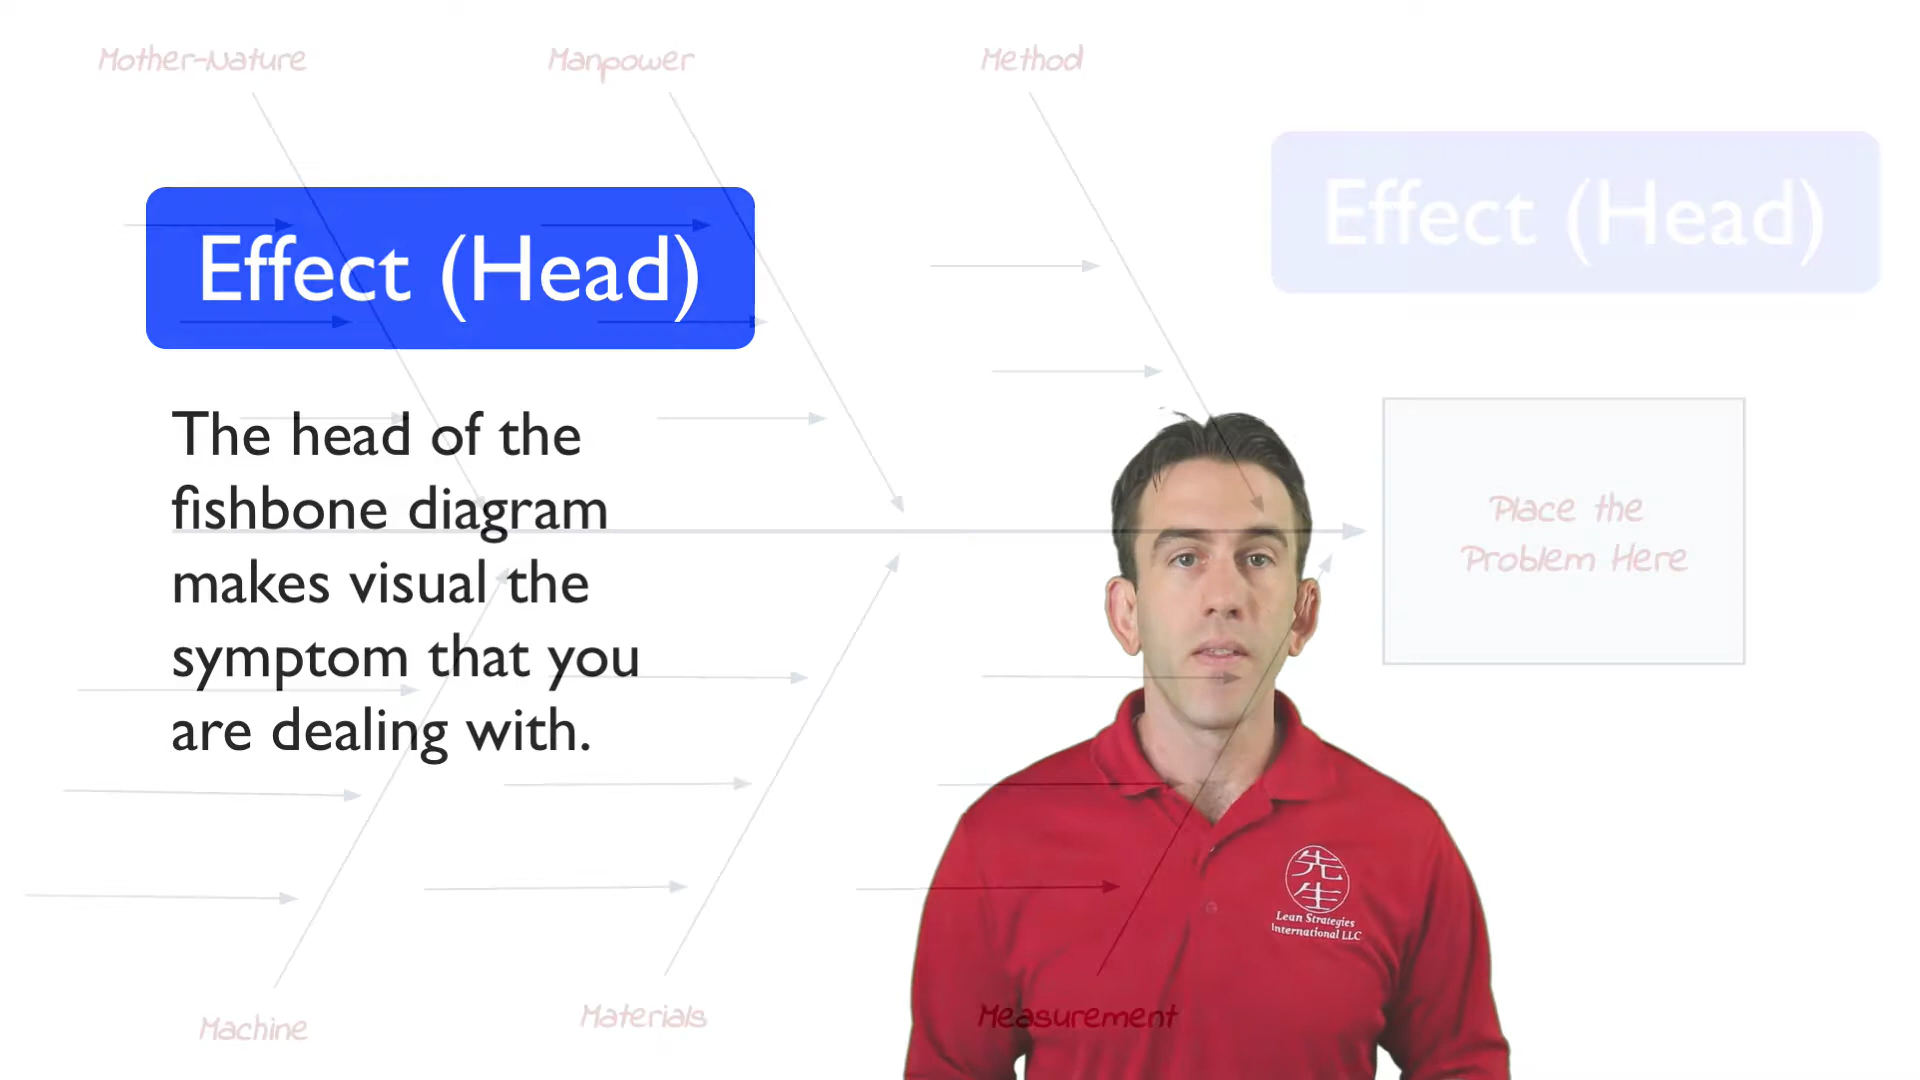 Mother-Nature
Manpower
Method
Effect (Head)
Effect (Head)
The head of the
fishbone diagram
makes visual the
symptom that you
are dealing with.
Place the
Problem Here
先
生
Lean Strategies
International LLC
Machine
Materials
Measurement